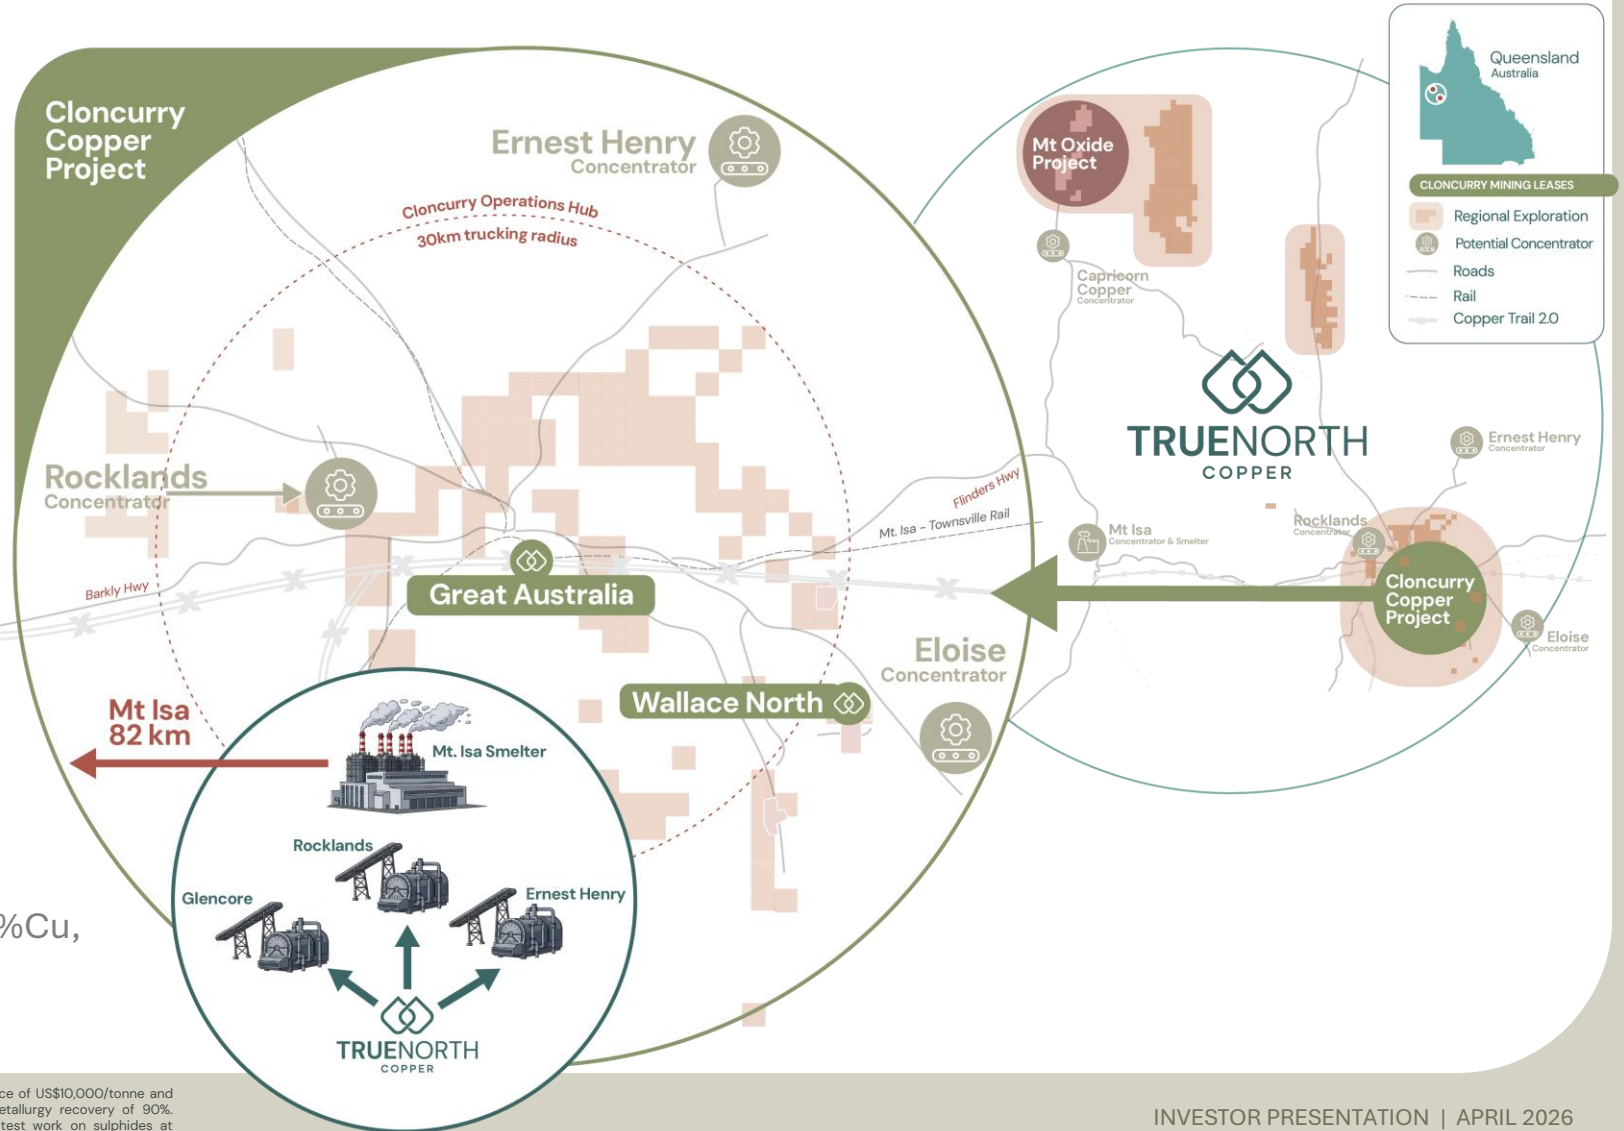 Cloncurry
Copper
Project
Ernest Henry
Concentrator
Cloncurry Operations Hub
30km trucking radius
Rocklands
Concentrator
Barkly Hwy
Great Australia
Flinders Hwy
Mt. Isa - Townsville Rail
Eloise
Concentrator
Wallace North
Mt Isa
82 km
Mt. Isa Smelter
Rocklands
Glencore
Ernest Henry
TRUENORTH
COPPER
%Cu,
Mt Oxide
Project
Capricorn
Copper
Concentrator
TRUENORTH
COPPER
Ernest Henry
Concentrator
Rocklands
Concentrator
Mt Isa
Concentrator & Smelter
Cloncurry
Copper
Project
Eloise
Concentrator
Queensland
Australia
CLONCURRY MINING LEASES
Regional Exploration
Potential Concentrator
Roads
Rail
Copper Trail 2.0
ce of US$10,000/tonne and
etallurgy recovery of 90%.
test work on sulphides at
INVESTOR PRESENTATION | APRIL 2026